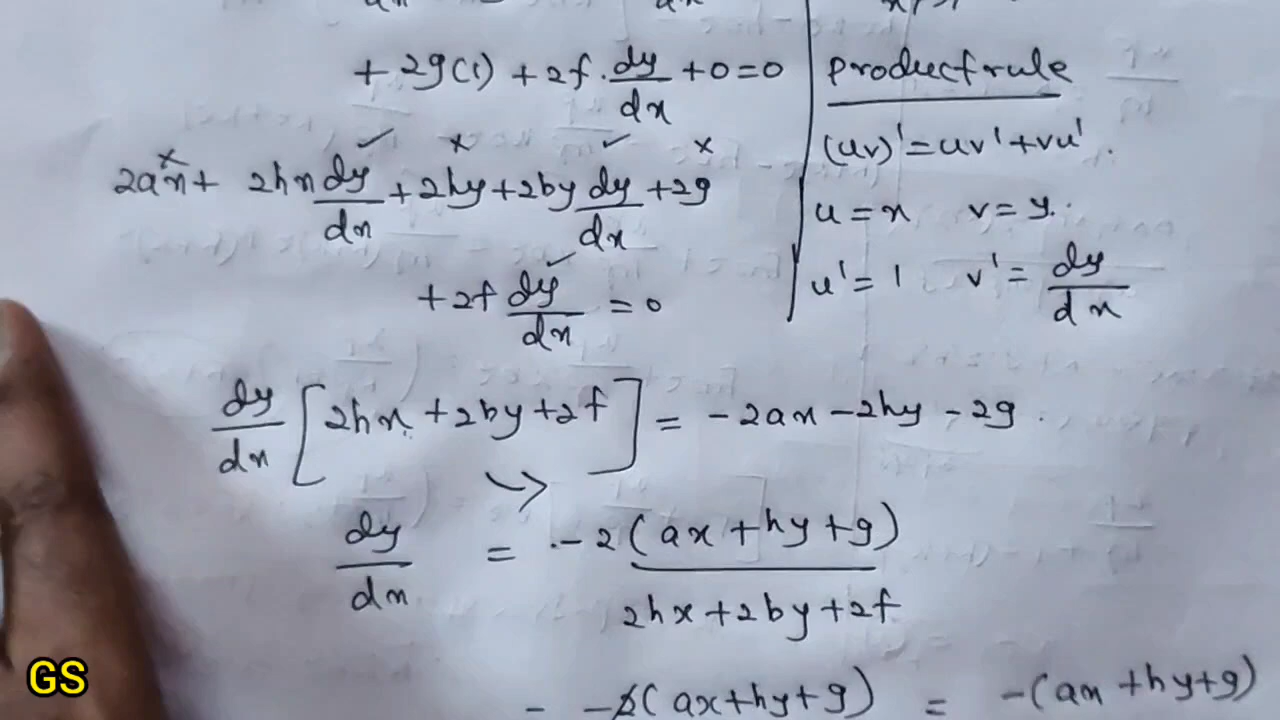 + 2g(1) + 2f · dy/dx + 0 = 0
2ax + 2hx dy/dx + 2hy + 2by dy/dx + 2g
+ 2f dy/dx = 0
dy/dx [2hx + 2by + 2f] = -2ax - 2hy - 2g.
dy/dx = -2(ax + hy + g)/2hx + 2by + 2f
- -2(ax + hy + g) = -(ax + hy + g)
product rule
(uv)' = uv' + vu'.
u = x v = y.
u' = 1 v' = dy/dx
GS